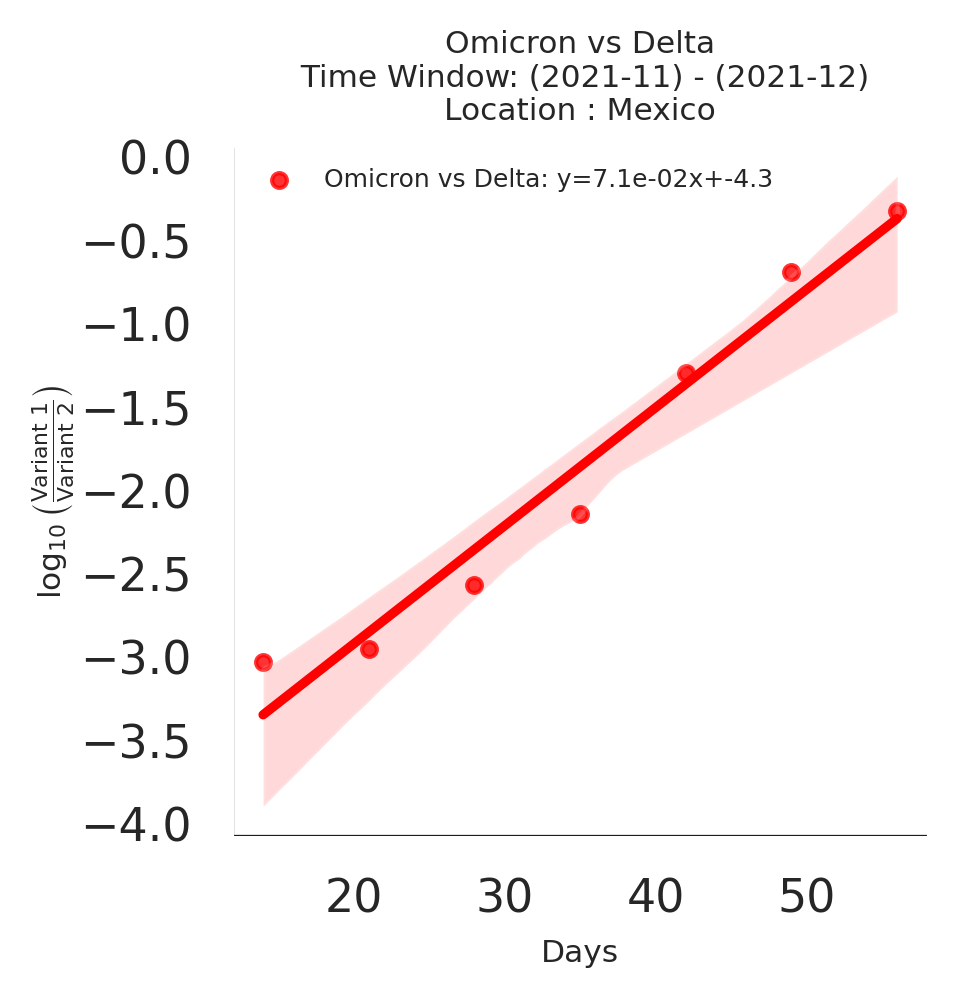 Omicron vs Delta
Time Window: (2021-11) - (2021-12)
Location : Mexico
Omicron vs Delta: y=7.1e-02x+-4.3
0.0
−0.5
−1.0
−1.5
−2.0
−2.5
−3.0
−3.5
−4.0
log₁₀ (Variant 1 / Variant 2)
20 30 40 50
Days